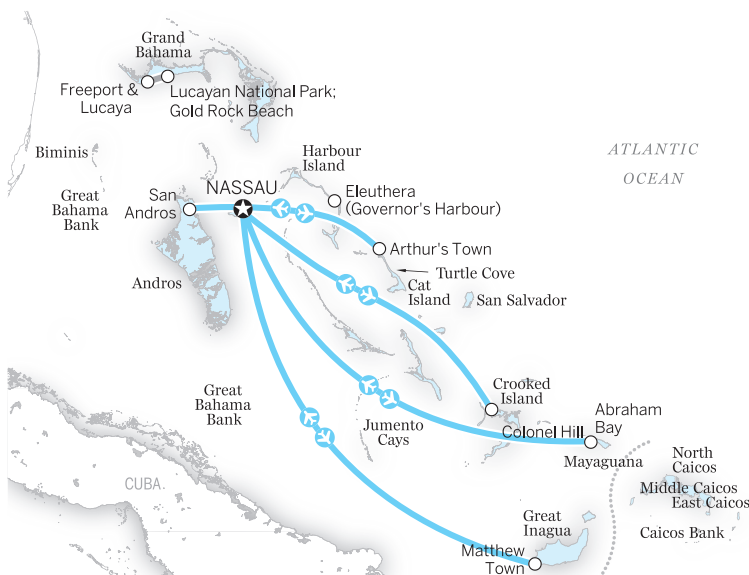 Grand
Bahama
Freeport &
Lucaya
Lucayan National Park;
Gold Rock Beach
Biminis
Harbour
Island
ATLANTIC
OCEAN
Great
Bahama
Bank
San
Andros
NASSAU
Eleuthera
(Governor's Harbour)
Arthur's Town
Turtle Cove
Cat
Island
San Salvador
Andros
Great
Bahama
Bank
Jumento
Cays
Crooked
Island
Colonel Hill
Abraham
Bay
Mayaguana
North
Caicos
Middle Caicos
East Caicos
Caicos Bank
CUBA
Great
Inagua
Matthew
Town